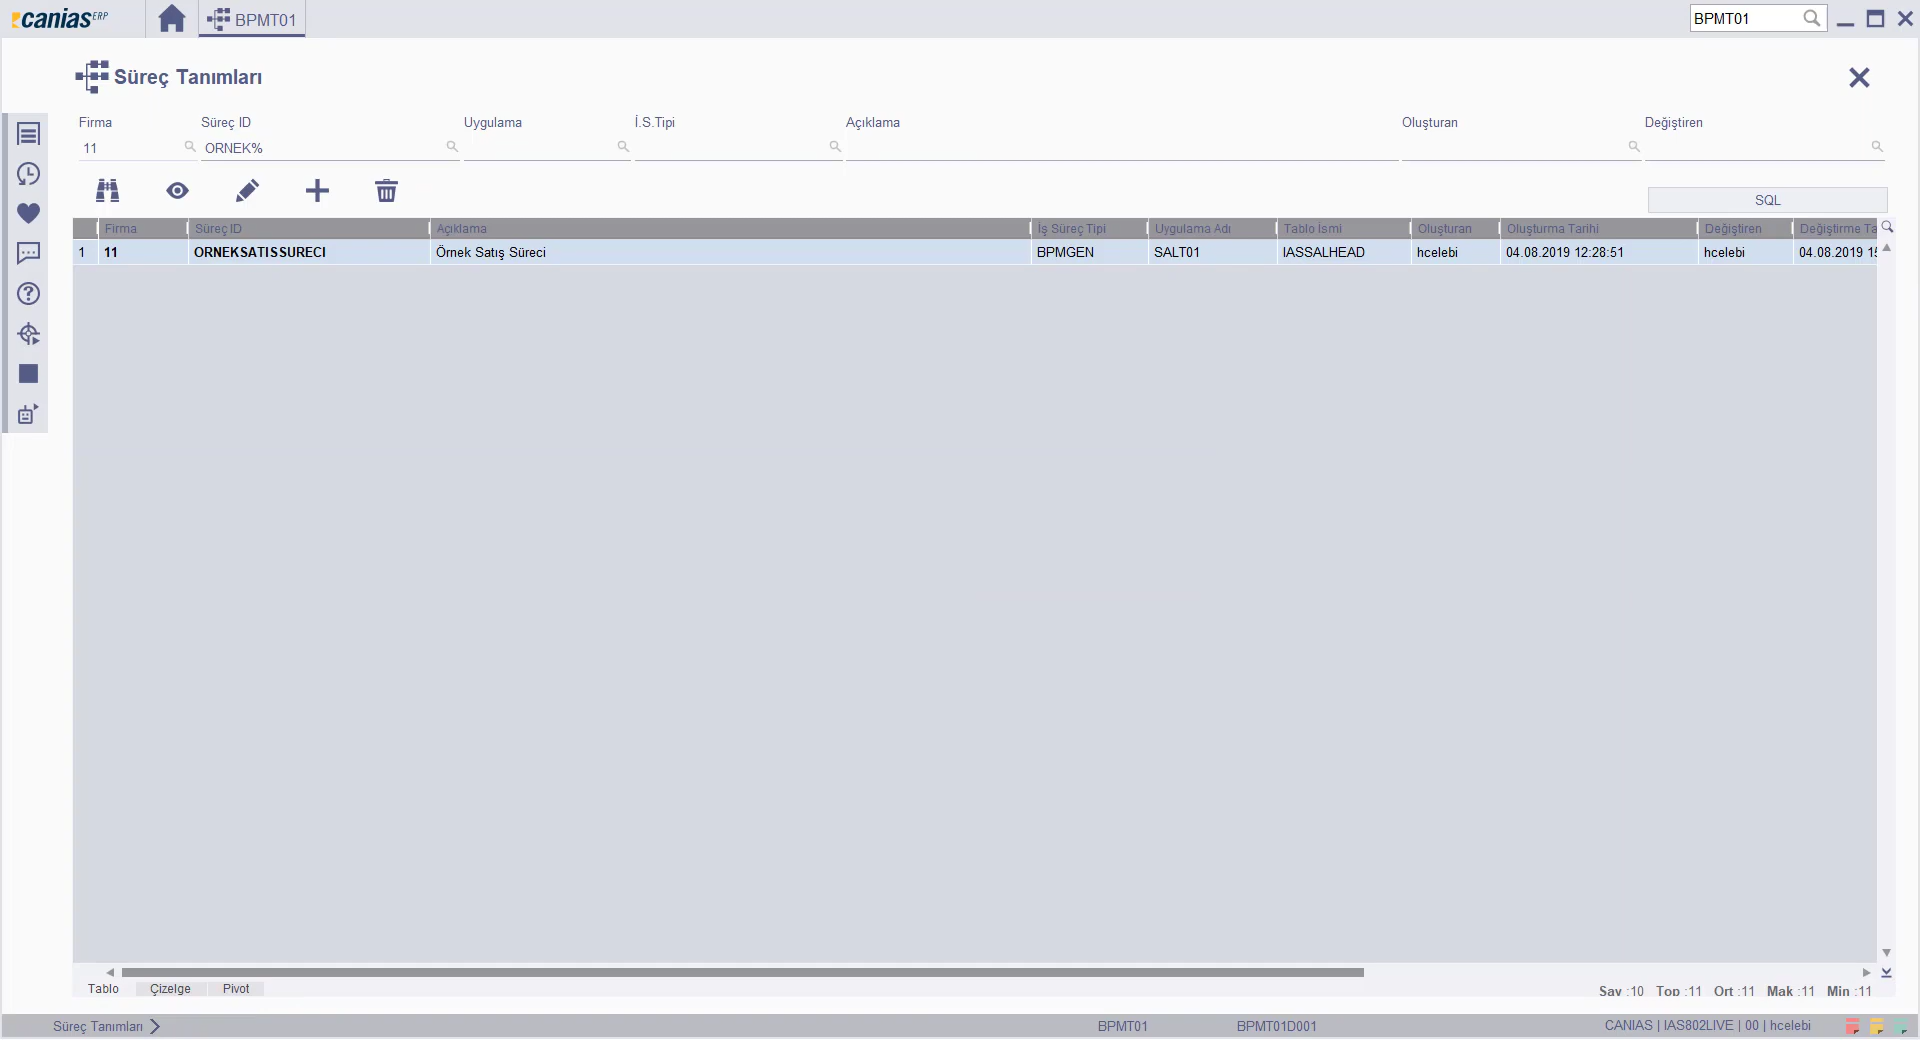 canias ERP
BPMT01
BPMT01
Süreç Tanımları
Firma Süreç ID Uygulama İ.S.Tipi Açıklama Oluşturan Değiştiren
11 ORNEK%
SQL
Firma Süreç ID Açıklama İş Süreç Tipi Uygulama Adı Tablo İsmi Oluşturan Oluşturma Tarihi Değiştiren Değiştirme Ta
1 11 ORNEKSATISSURECI Örnek Satış Süreci BPMGEN SALT01 IASSALHEAD hcelebi 04.08.2019 12:28:51 hcelebi 04.08.2019 15
Tablo Çizelge Pivot
Say :10 Top :11 Ort :11 Mak :11 Min :11
Süreç Tanımları BPMT01 BPMT01D001 CANIAS | IAS802LIVE | 00 | hcelebi